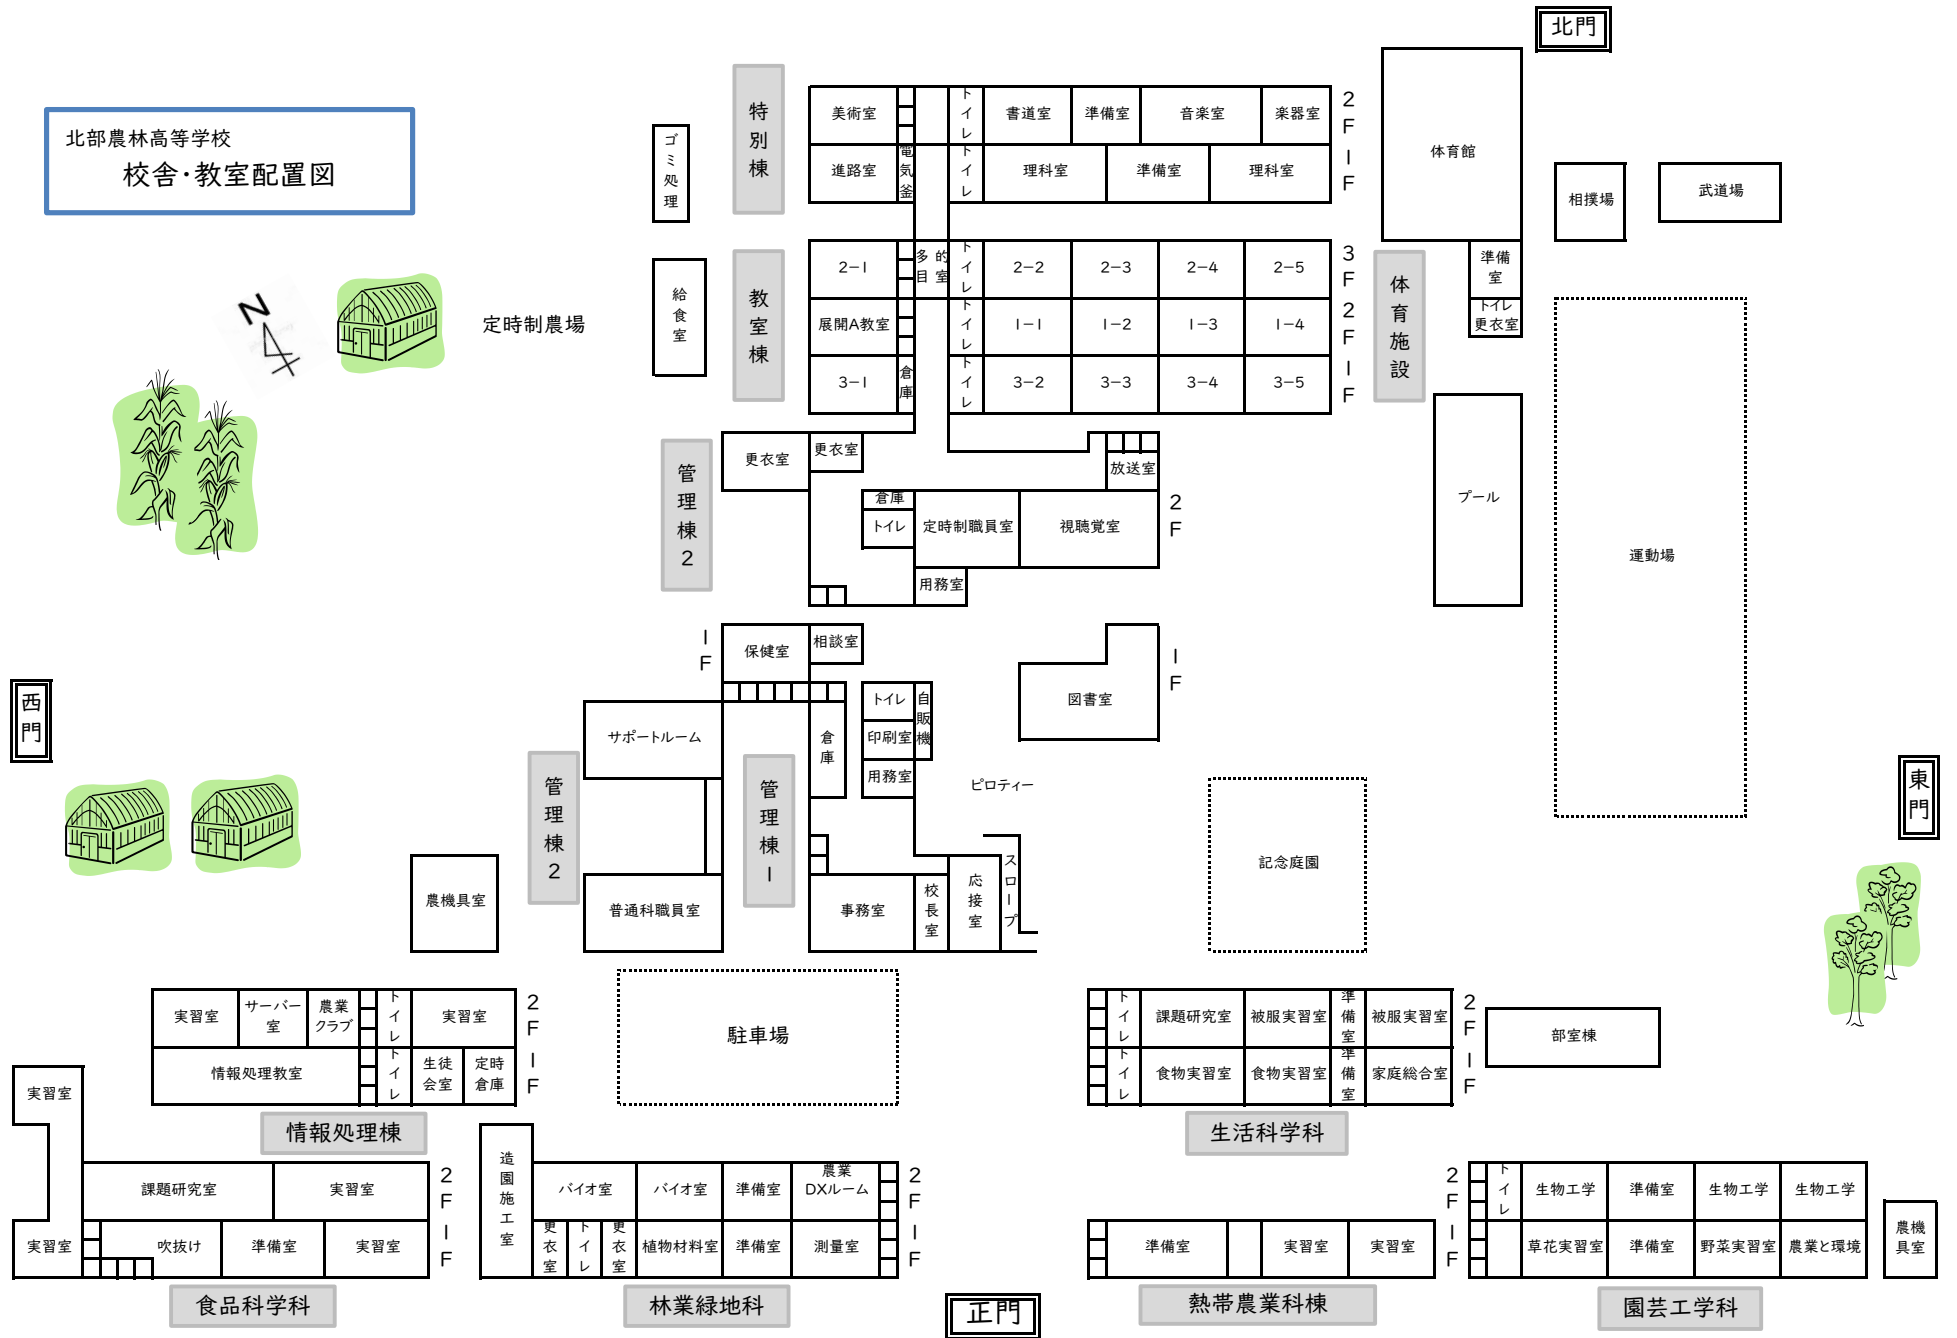 北門
北部農林高等学校
校舎・教室配置図
特別棟
美術室
トイレ
書道室
準備室
音楽室
楽器室
2F
進路室
電気釜
トイレ
理科室
準備室
理科室
1F
ゴミ処理
体育館
相撲場
武道場
準備室
トイレ
更衣室
体育施設
N
定時制農場
給食室
教室棟
2-1
多目的室
トイレ
2-2
2-3
2-4
2-5
3F
展開A教室
トイレ
1-1
1-2
1-3
1-4
2F
3-1
倉庫
トイレ
3-2
3-3
3-4
3-5
1F
管理棟2
更衣室
更衣室
放送室
倉庫
トイレ
定時制職員室
視聴覚室
2F
用務室
プール
運動場
1F
保健室
相談室
図書室
1F
西門
サポートルーム
倉庫
トイレ
自販機
印刷室
用務室
ピロティー
管理棟2
管理棟1
スロープ
記念庭園
東門
農機具室
普通科職員室
事務室
校長室
応接室
実習室
サーバー室
農業クラブ
トイレ
実習室
2F
情報処理教室
トイレ
生徒会室
定時倉庫
1F
情報処理棟
駐車場
トイレ
課題研究室
被服実習室
準備室
被服実習室
2F
トイレ
食物実習室
食物実習室
準備室
家庭総合室
1F
生活科学科
部室棟
実習室
課題研究室
実習室
2F
実習室
吹抜け
準備室
実習室
1F
食品科学科
造園施工室
バイオ室
バイオ室
準備室
農業
DXルーム
2F
更衣室
トイレ
更衣室
植物材料室
準備室
測量室
1F
林業緑地科
正門
準備室
実習室
実習室
2F
1F
熱帯農業科棟
トイレ
生物工学
準備室
生物工学
生物工学
草花実習室
準備室
野菜実習室
農業と環境
園芸工学科
農機具室